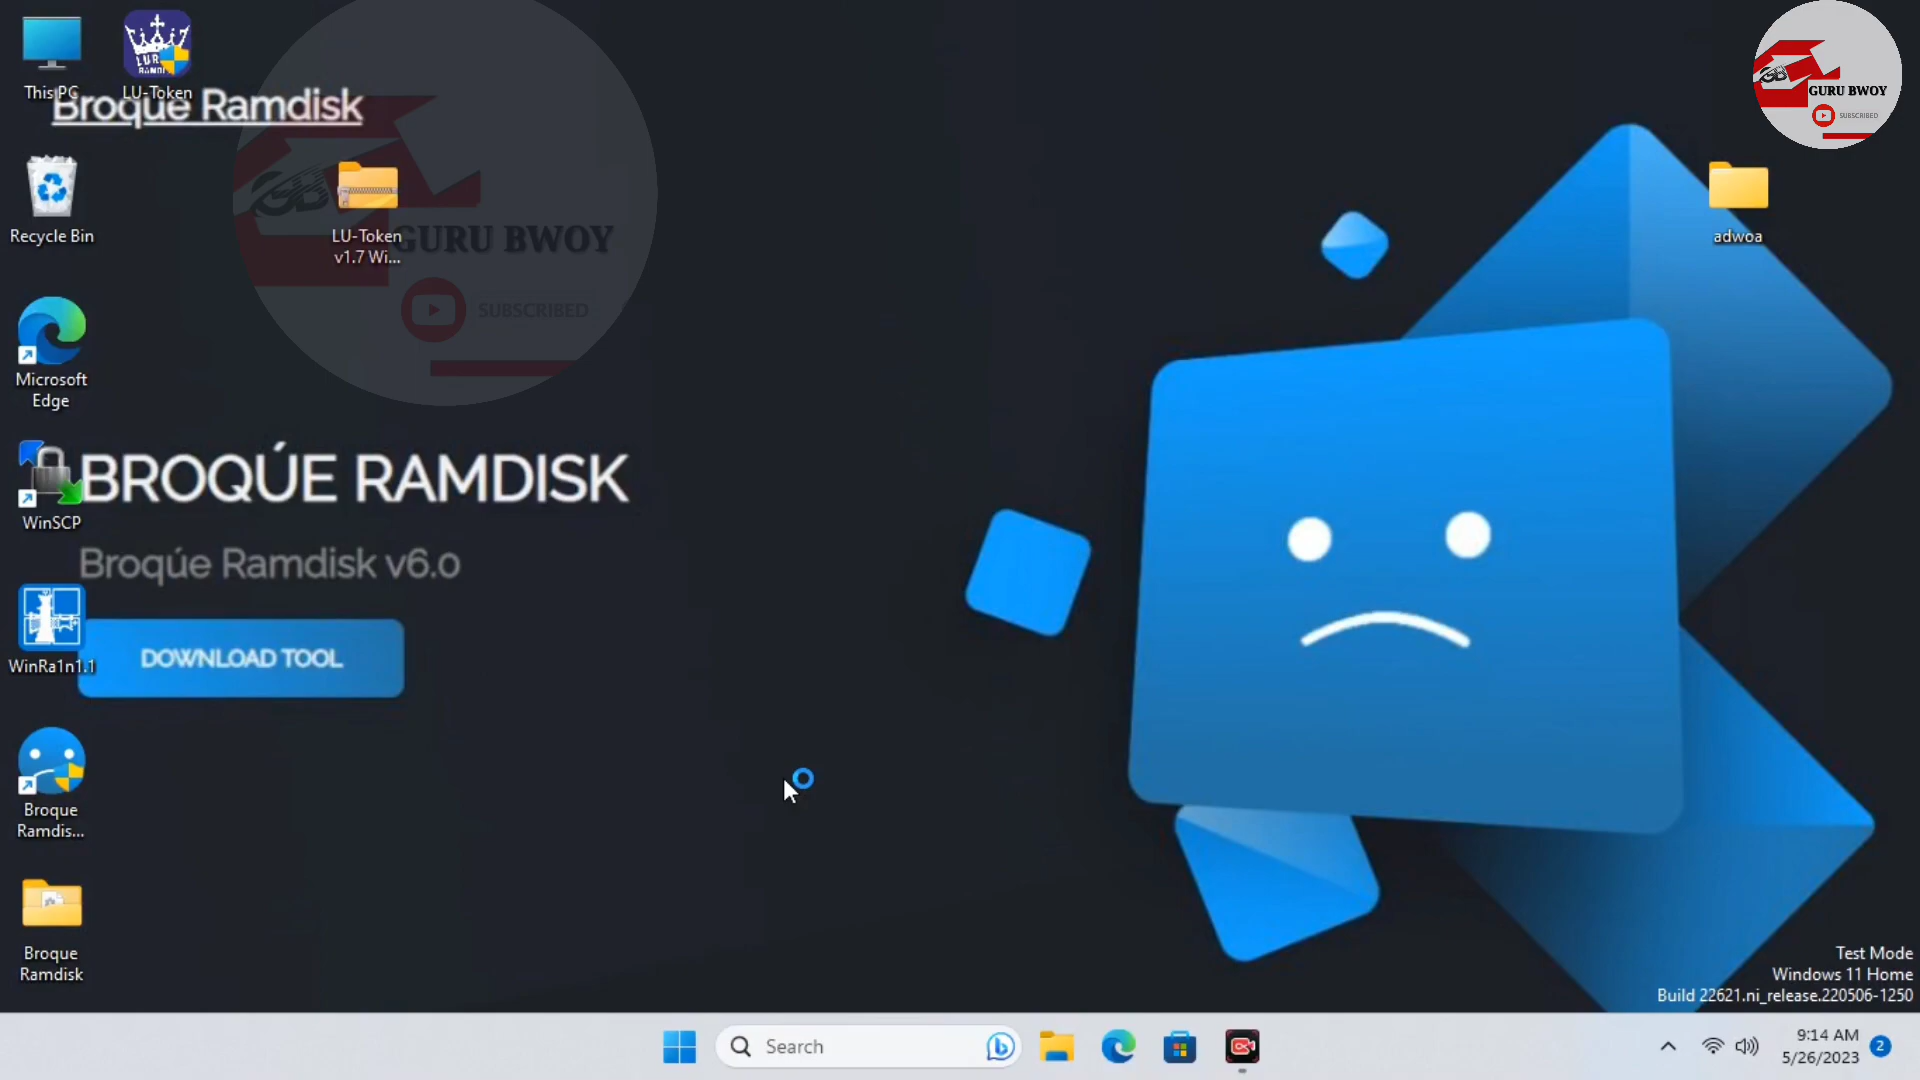 This PC
LU-Token
Broque Ramdisk
GURU BWOY
SUBSCRIBED
Recycle Bin
LU-Token
v1.7 Wi...
GURU BWOY
SUBSCRIBED
adwoa
Microsoft
Edge
WinSCP
BROQÚE RAMDISK
Broqúe Ramdisk v6.0
WinRa1n1.1
DOWNLOAD TOOL
Broque
Ramdis...
Broque
Ramdisk
Test Mode
Windows 11 Home
Build 22621.ni_release.220506-1250
Search
9:14 AM
5/26/2023
2